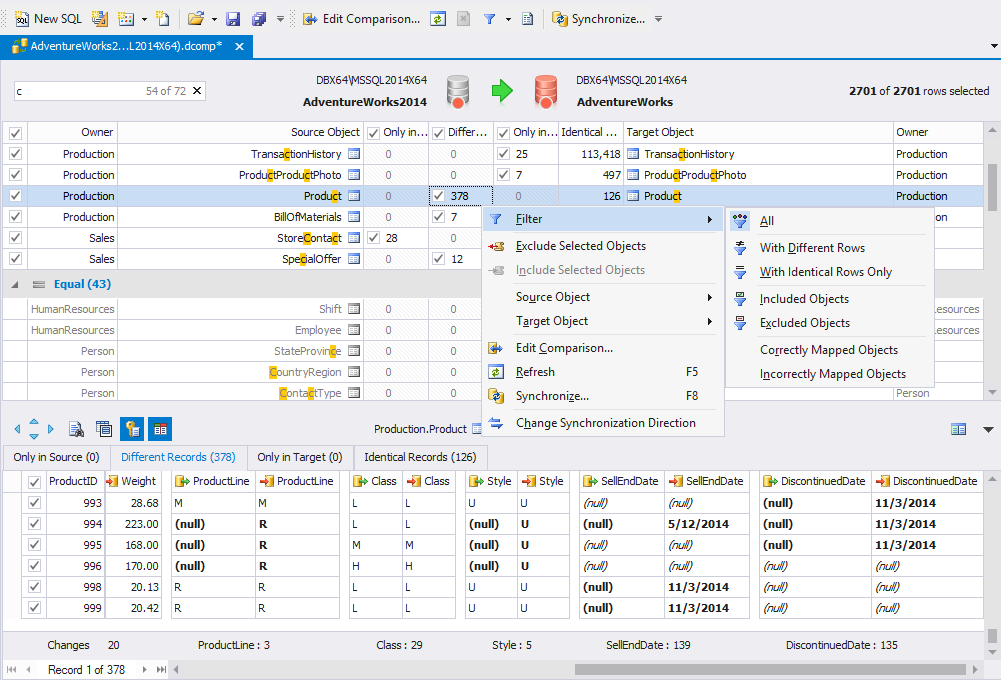 New SQL Edit Comparison... Synchronize...
AdventureWorks2...L2014X64).dcomp*
c 54 of 72
DBX64\MSSQL2014X64 DBX64\MSSQL2014X64
AdventureWorks2014 AdventureWorks
2701 of 2701 rows selected
Owner Source Object Only in... Differ... Only in... Identical ... Target Object Owner
Production TransactionHistory 0 0 25 113,418 TransactionHistory Production
Production ProductProductPhoto 0 0 7 497 ProductProductPhoto Production
Production Product 0 378 0 126 Product Production
Production BillOfMaterials 0 7 roduction
Sales StoreContact 28 0
Sales SpecialOffer 0 12
Equal (43)
HumanResources Shift 0 0 esources
HumanResources Employee 0 0 esources
Person StateProvince 0 0
Person CountryRegion 0 0
Person ContactType 0 0 Person
Filter
Exclude Selected Objects
Include Selected Objects
Source Object
Target Object
Edit Comparison...
Refresh F5
Synchronize... F8
Change Synchronization Direction
All
With Different Rows
With Identical Rows Only
Included Objects
Excluded Objects
Correctly Mapped Objects
Incorrectly Mapped Objects
Production.Product
Only in Source (0) Different Records (378) Only in Target (0) Identical Records (126)
ProductID Weight ProductLine ProductLine Class Class Style Style SellEndDate SellEndDate DiscontinuedDate DiscontinuedDate
993 28.68 M M L L U U (null) (null) (null) 11/3/2014
994 223.00 (null) R L L (null) U (null) 5/12/2014 (null) 11/3/2014
995 168.00 (null) R M M (null) U (null) (null) (null) 11/3/2014
996 170.00 (null) R H H (null) U (null) (null) (null) (null)
998 20.13 R R L L U U (null) 11/3/2014 (null) (null)
999 20.42 R R L L U U (null) 11/3/2014 (null) (null)
Changes 20 ProductLine : 3 Class : 29 Style : 5 SellEndDate : 139 DiscontinuedDate : 135
Record 1 of 378